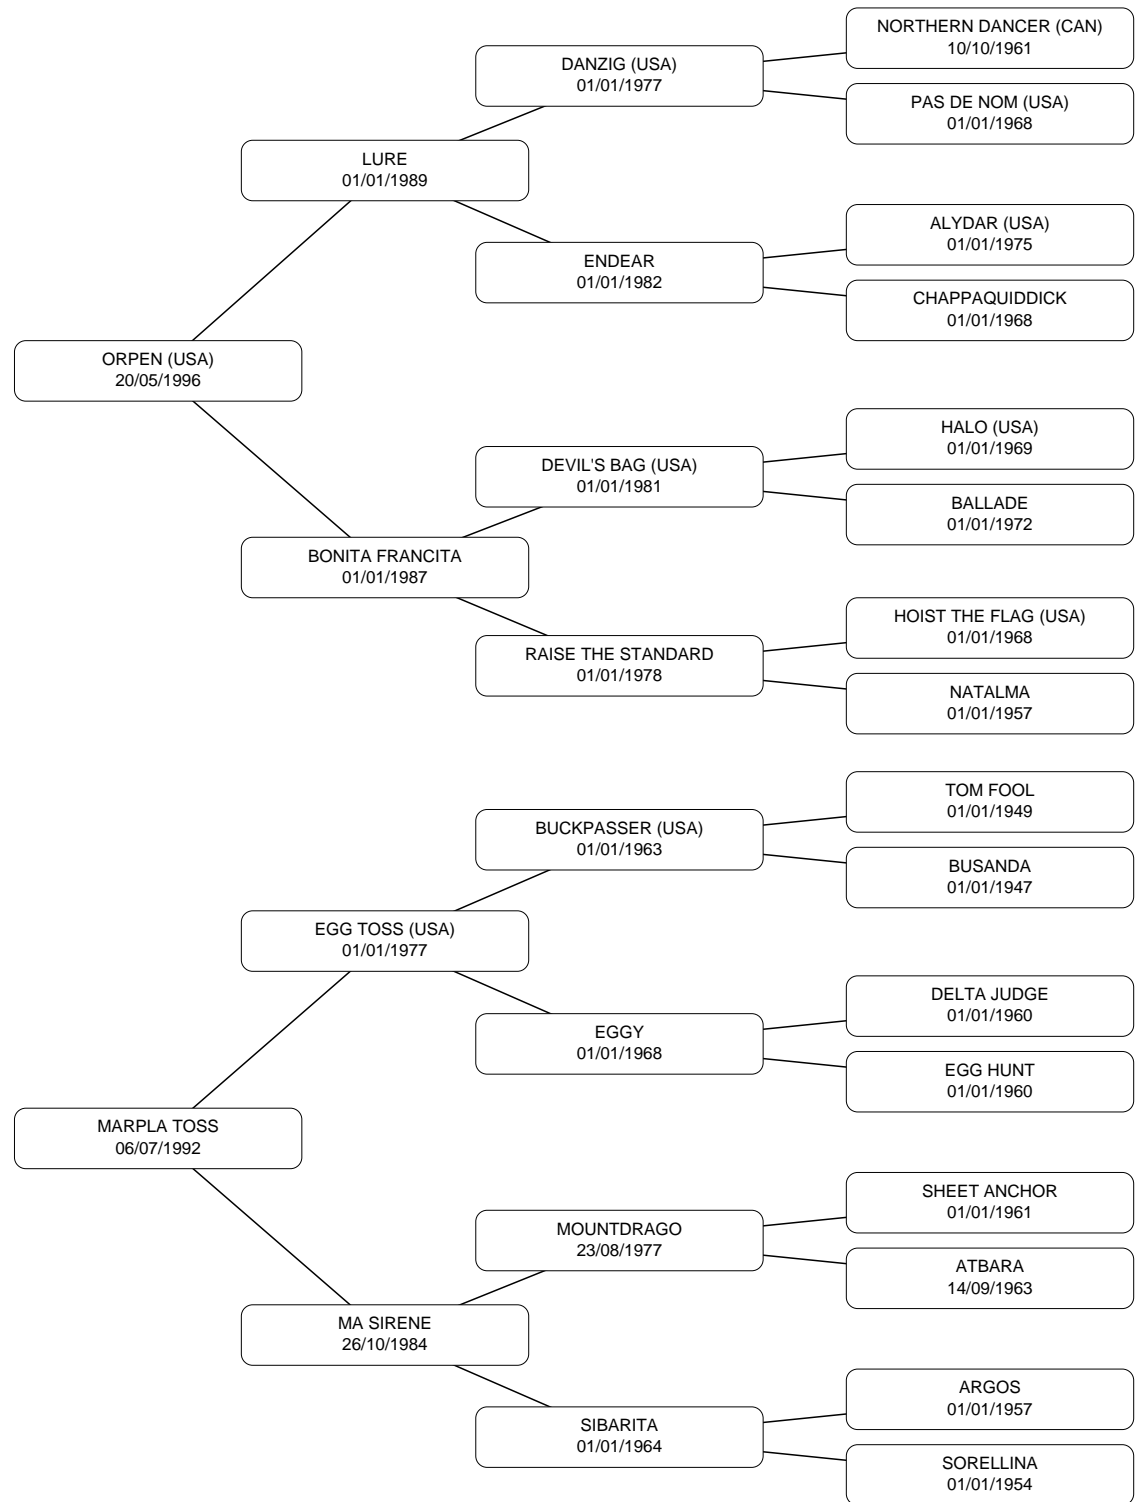 NORTHERN DANCER (CAN)
10/10/1961
DANZIG (USA)
01/01/1977
PAS DE NOM (USA)
01/01/1968
LURE
01/01/1989
ALYDAR (USA)
01/01/1975
ENDEAR
01/01/1982
CHAPPAQUIDDICK
01/01/1968
ORPEN (USA)
20/05/1996
HALO (USA)
01/01/1969
DEVIL'S BAG (USA)
01/01/1981
BALLADE
01/01/1972
BONITA FRANCITA
01/01/1987
HOIST THE FLAG (USA)
01/01/1968
RAISE THE STANDARD
01/01/1978
NATALMA
01/01/1957
TOM FOOL
01/01/1949
BUCKPASSER (USA)
01/01/1963
BUSANDA
01/01/1947
EGG TOSS (USA)
01/01/1977
DELTA JUDGE
01/01/1960
EGGY
01/01/1968
EGG HUNT
01/01/1960
MARPLA TOSS
06/07/1992
SHEET ANCHOR
01/01/1961
MOUNTDRAGO
23/08/1977
ATBARA
14/09/1963
MA SIRENE
26/10/1984
ARGOS
01/01/1957
SIBARITA
01/01/1964
SORELLINA
01/01/1954